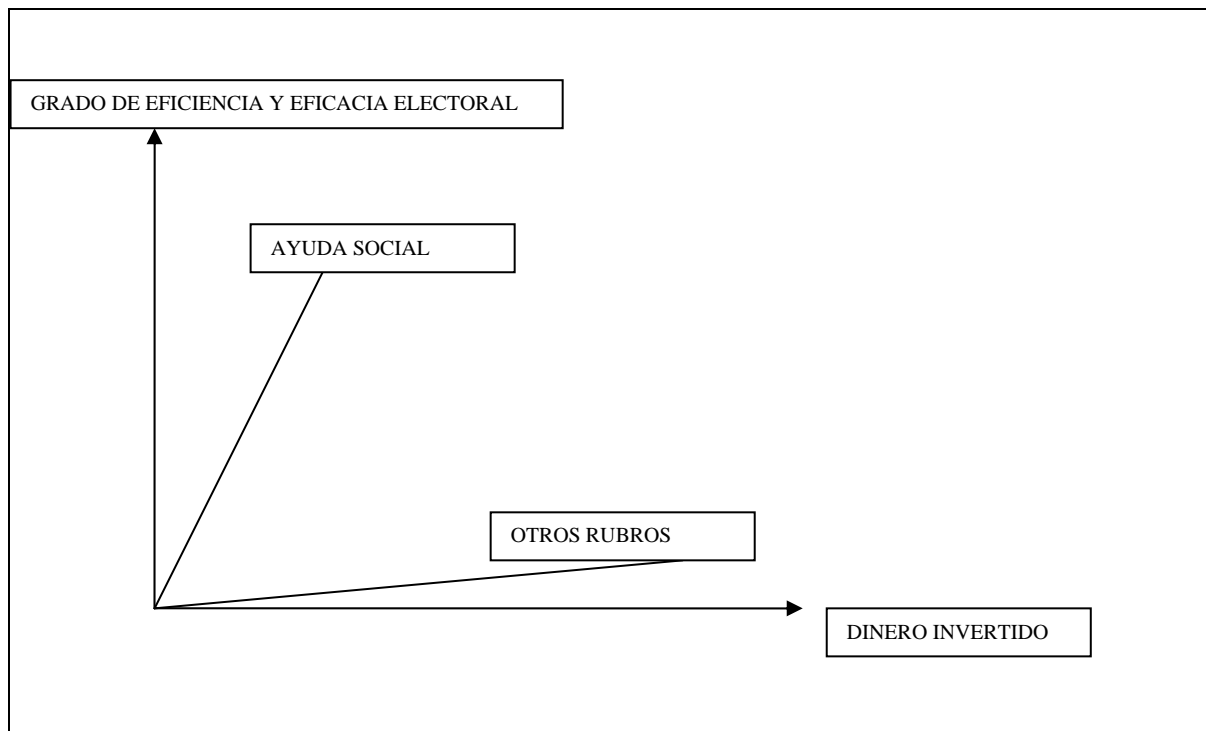 GRADO DE EFICIENCIA Y EFICACIA ELECTORAL
AYUDA SOCIAL
OTROS RUBROS
DINERO INVERTIDO